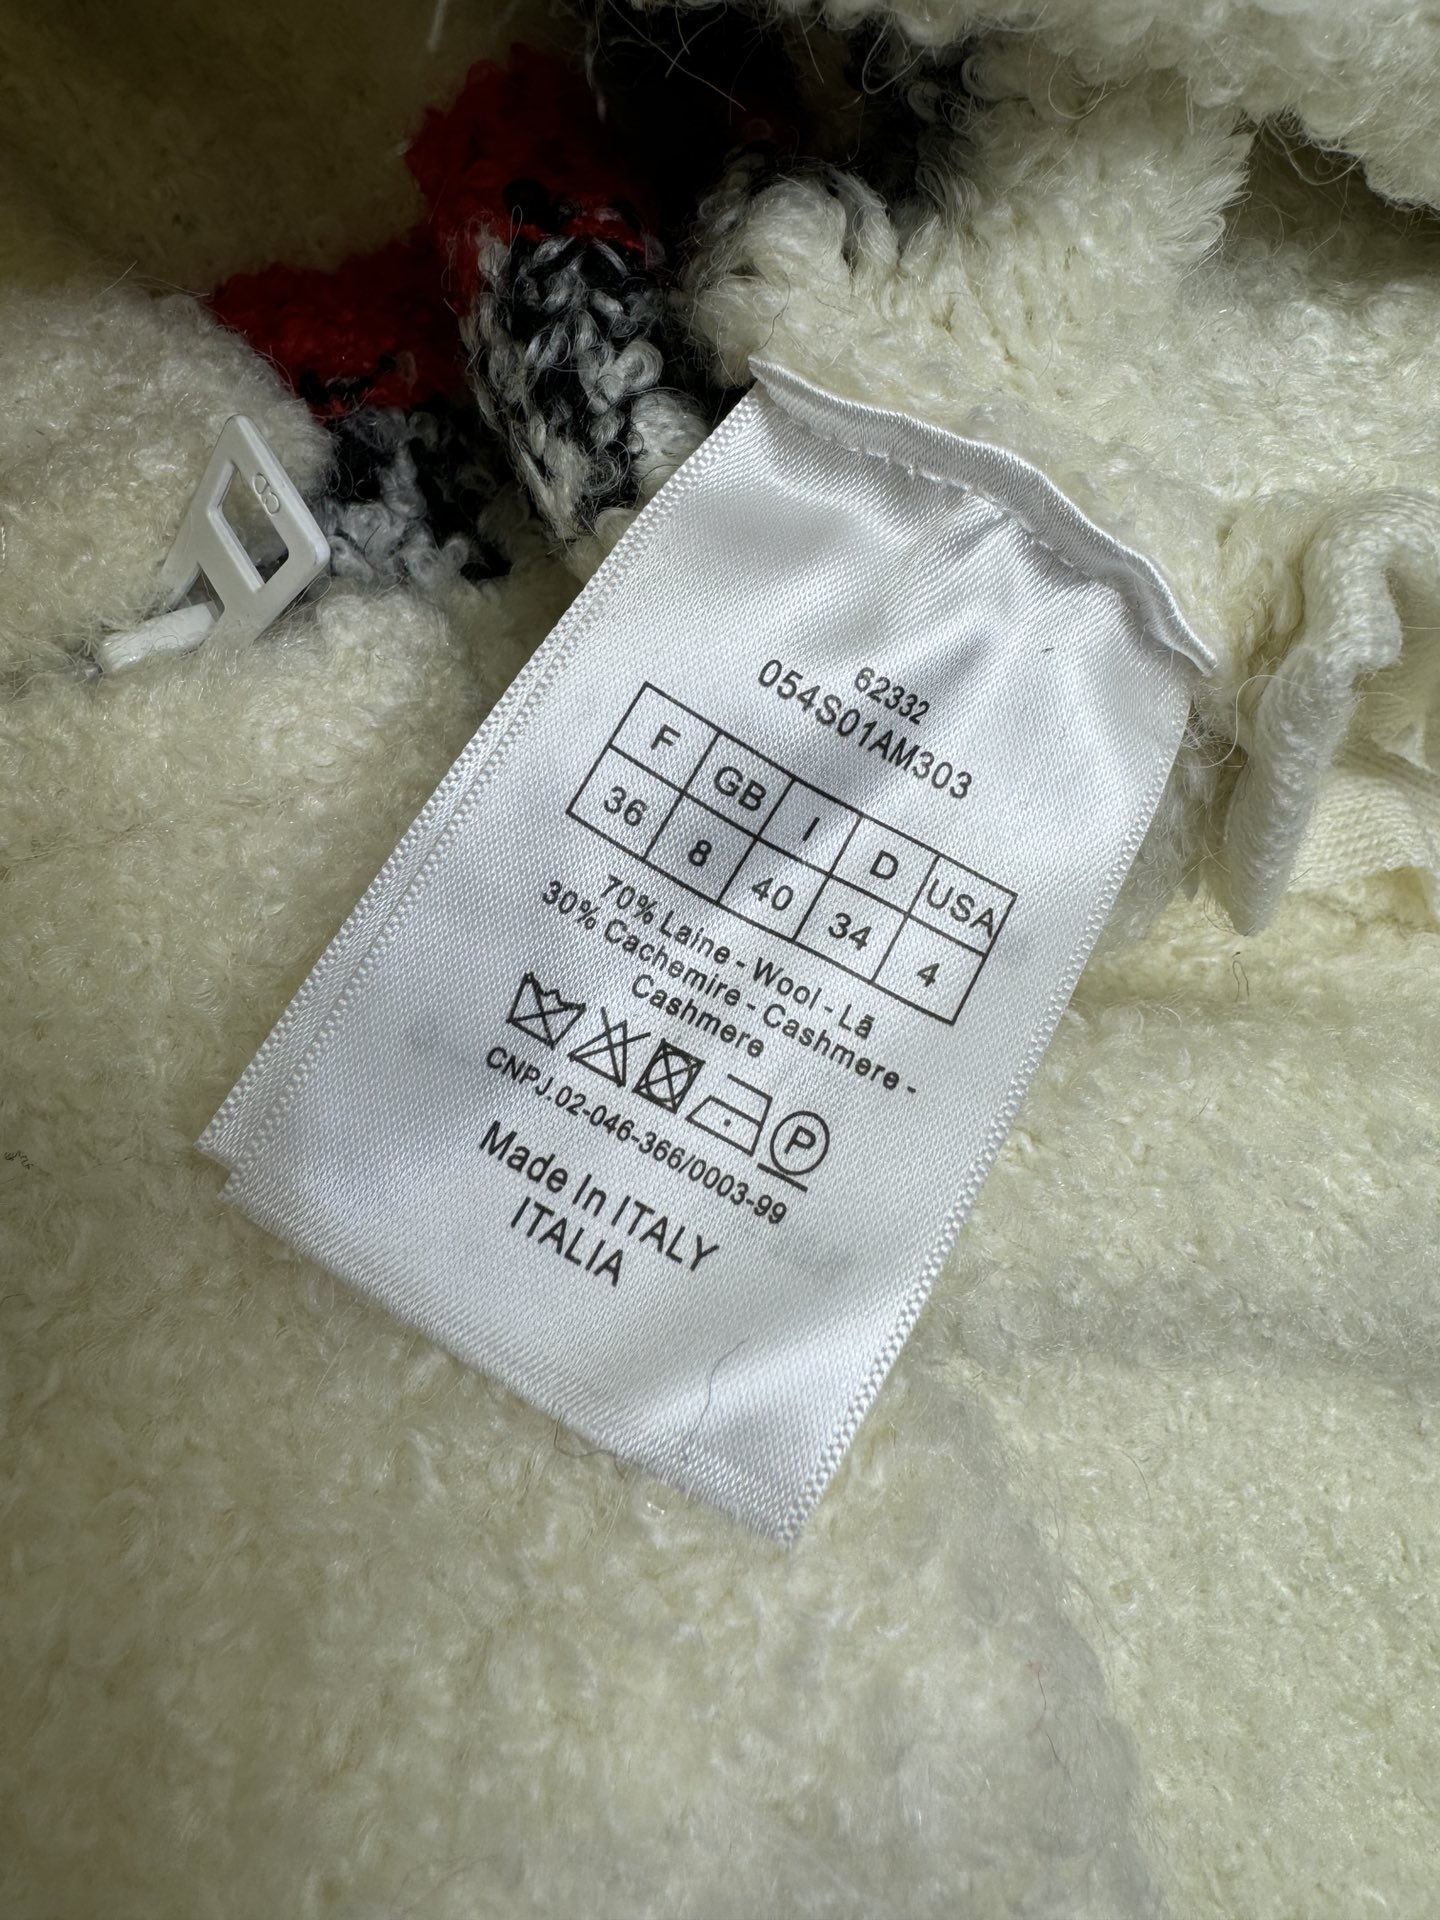 62332
054S01AM303
F GB I D USA
36 8 40 34 4
70% Laine - Wool - Lã
30% Cachemire - Cashmere -
Cashmere
P
CNPJ.02-046-366/0003-99
Made In ITALY
ITALIA